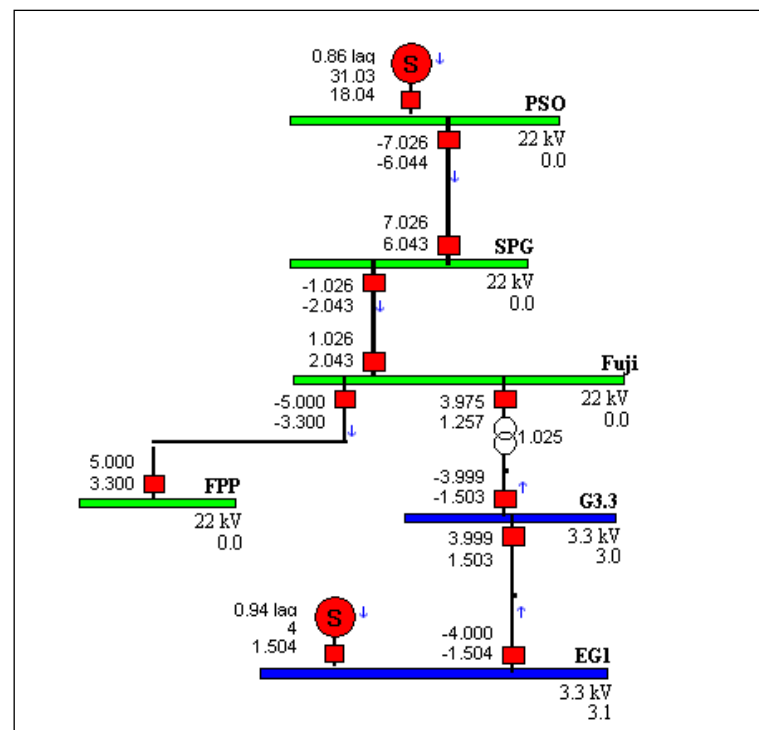 0.86 lag
31.03
18.04
S
PSO
22 kV
0.0
-7.026
-6.044
7.026
6.043
SPG
22 kV
0.0
-1.026
-2.043
1.026
2.043
Fuji
22 kV
0.0
-5.000
-3.300
3.975
1.257
1.025
5.000
3.300
FPP
22 kV
0.0
-3.999
-1.503
G3.3
3.3 kV
3.0
3.999
1.503
0.94 lag
4
1.504
S
-4.000
-1.504
EG1
3.3 kV
3.1